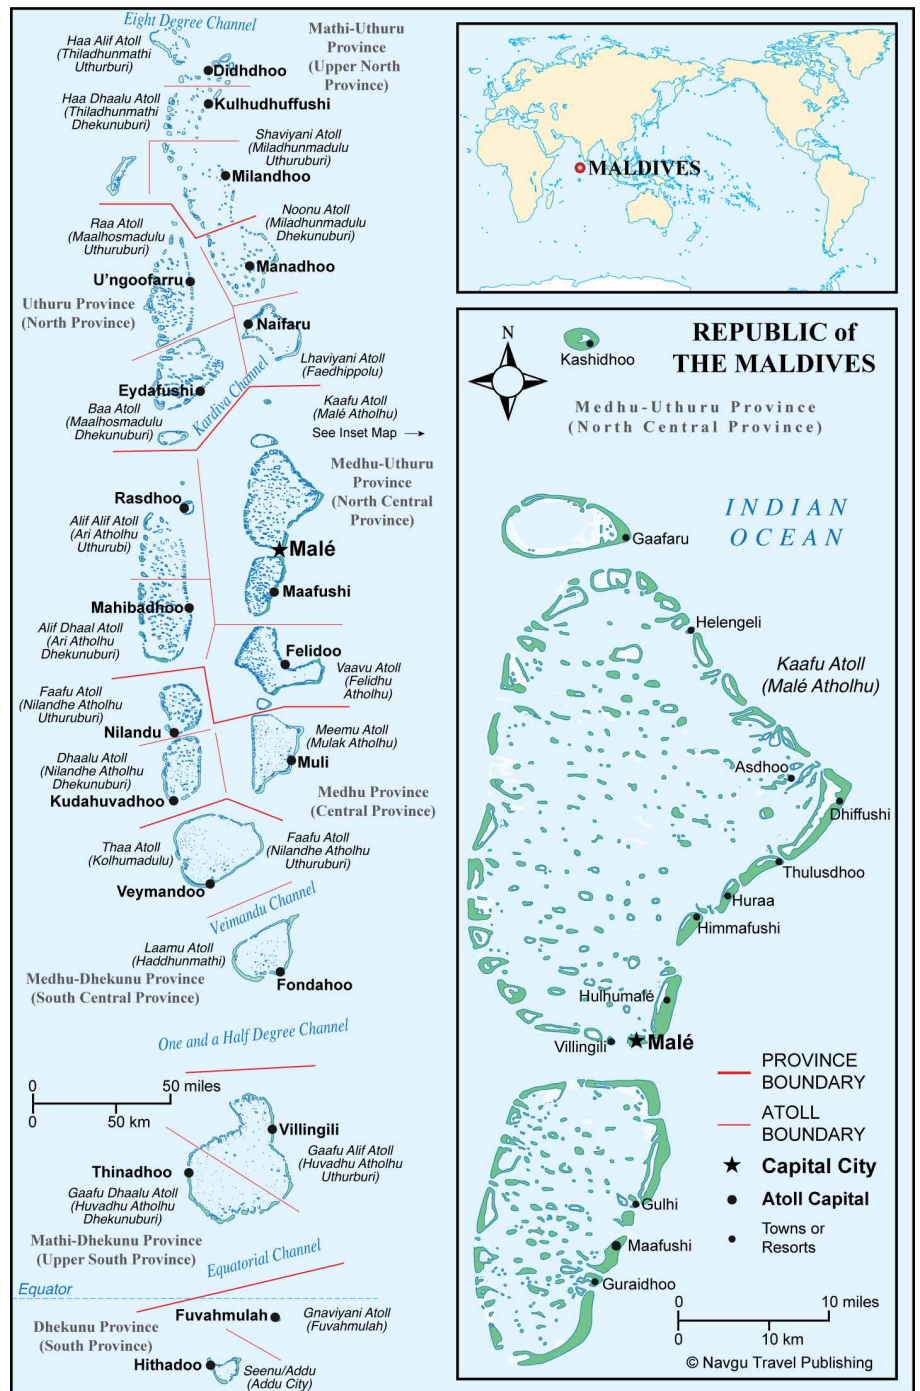 Eight Degree Channel
Haa Alif Atoll
(Thiladhunmathi
Uthurburi)
Mathi-Uthuru
Province
(Upper North
Province)
Didhdhoo
Haa Dhaalu Atoll
(Thiladhunmathi
Dhekunuburi)
Kulhudhuffushi
Shaviyani Atoll
(Miladhunmadulu
Uthuruburi)
Milandhoo
Raa Atoll
(Maalhosmadulu
Uthuruburi)
Noonu Atoll
(Miladhunmadulu
Dhekunuburi)
Manadhoo
U'ngoofarru
Uthuru Province
(North Province)
Naifaru
Lhaviyani Atoll
(Faedhippolu)
Eydafushi
Kardiva Channel
Baa Atoll
(Maalhosmadulu
Dhekunuburi)
Kaafu Atoll
(Malé Atholhu)
See Inset Map
Medhu-Uthuru
Province
(North Central
Province)
Rasdhoo
Alif Alif Atoll
(Ari Atholhu
Uthurubi)
Malé
Maafushi
Mahibadhoo
Alif Dhaal Atoll
(Ari Atholhu
Dhekunuburi)
Felidoo
Vaavu Atoll
(Felidhu
Atholhu)
Faafu Atoll
(Nilandhe Atholhu
Uthuruburi)
Nilandu
Meemu Atoll
(Mulak Atholhu)
Dhaalu Atoll
(Nilandhe Atholhu
Dhekunuburi)
Muli
Kudahuvadhoo
Medhu Province
(Central Province)
Thaa Atoll
(Kolhumadulu)
Faafu Atoll
(Nilandhe Atholhu
Uthuruburi)
Veymandoo
Veimandu Channel
Laamu Atoll
(Haddhunmathi)
Fondahoo
Medhu-Dhekunu Province
(South Central Province)
One and a Half Degree Channel
0 50 miles
0 50 km
Villingili
Gaafu Alif Atoll
(Huvadhu Atholhu
Uthurburi)
Thinadhoo
Gaafu Dhaalu Atoll
(Huvadhu Atholhu
Dhekunuburi)
Mathi-Dhekunu Province
(Upper South Province)
Equatorial Channel
Equator
Fuvahmulah
Gnaviyani Atoll
(Fuvahmulah)
Dhekunu Province
(South Province)
Hithadoo
Seenu/Addu
(Addu City)
MALDIVES
N
REPUBLIC of
THE MALDIVES
Kashidhoo
Medhu-Uthuru Province
(North Central Province)
INDIAN
OCEAN
Gaafaru
Helengeli
Kaafu Atoll
(Malé Atholhu)
Asdhoo
Dhiffushi
Thulusdhoo
Huraa
Himmafushi
Hulhumalé
Villingili
Malé
PROVINCE
BOUNDARY
ATOLL
BOUNDARY
Capital City
Atoll Capital
Towns or
Resorts
Gulhi
Maafushi
Guraidhoo
0 10 miles
0 10 km
© Navgu Travel Publishing